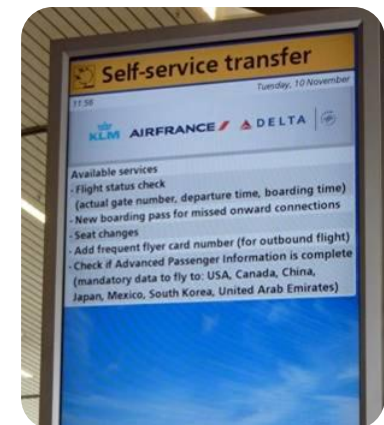 Self-service transfer
Tuesday, 10 November
11:58
KLM AIRFRANCE DELTA
Available services
- Flight status check
(actual gate number, departure time, boarding time)
- New boarding pass for missed onward connections
- Seat changes
- Add frequent flyer card number (for outbound flight)
- Check if Advanced Passenger Information is complete
(mandatory data to fly to: USA, Canada, China,
Japan, Mexico, South Korea, United Arab Emirates)